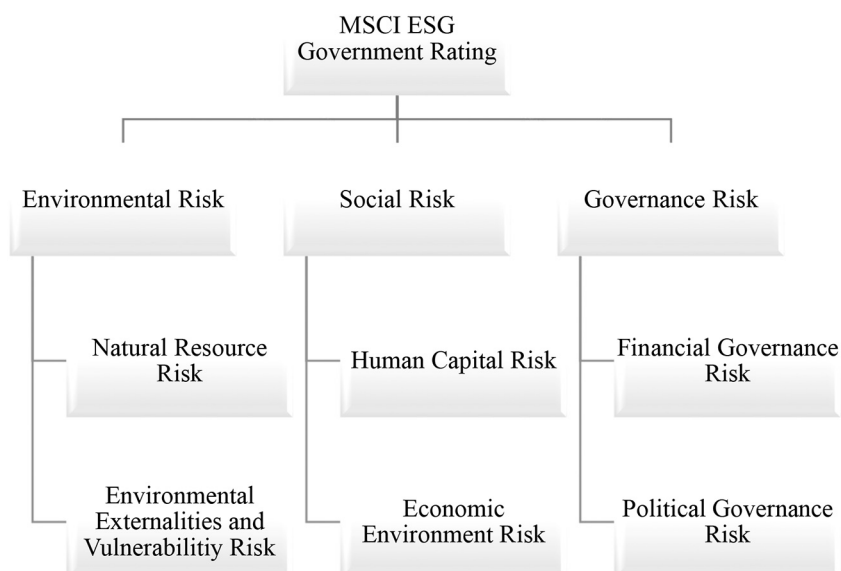 MSCI ESG
Government Rating
Environmental Risk
Social Risk
Governance Risk
Natural Resource
Risk
Human Capital Risk
Financial Governance
Risk
Environmental
Externalities and
Vulnerabilitiy Risk
Economic
Environment Risk
Political Governance
Risk